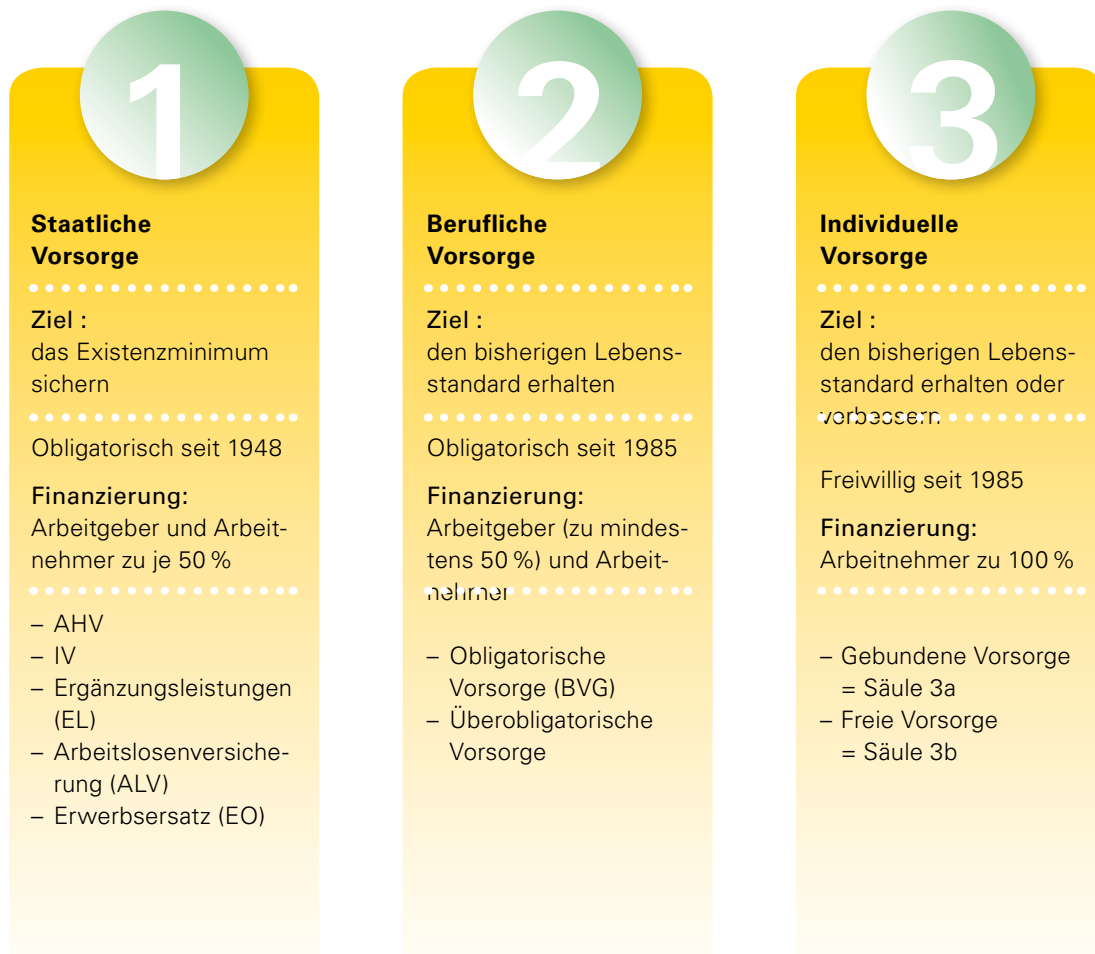 1
Staatliche
Vorsorge
Ziel :
das Existenzminimum
sichern
Obligatorisch seit 1948
Finanzierung:
Arbeitgeber und Arbeit-
nehmer zu je 50 %
– AHV
– IV
– Ergänzungsleistungen
(EL)
– Arbeitslosenversiche-
rung (ALV)
– Erwerbsersatz (EO)
2
Berufliche
Vorsorge
Ziel :
den bisherigen Lebens-
standard erhalten
Obligatorisch seit 1985
Finanzierung:
Arbeitgeber (zu mindes-
tens 50 %) und Arbeit-
nehmer
– Obligatorische
Vorsorge (BVG)
– Überobligatorische
Vorsorge
3
Individuelle
Vorsorge
Ziel :
den bisherigen Lebens-
standard erhalten oder
verbessern
Freiwillig seit 1985
Finanzierung:
Arbeitnehmer zu 100 %
– Gebundene Vorsorge
= Säule 3a
– Freie Vorsorge
= Säule 3b